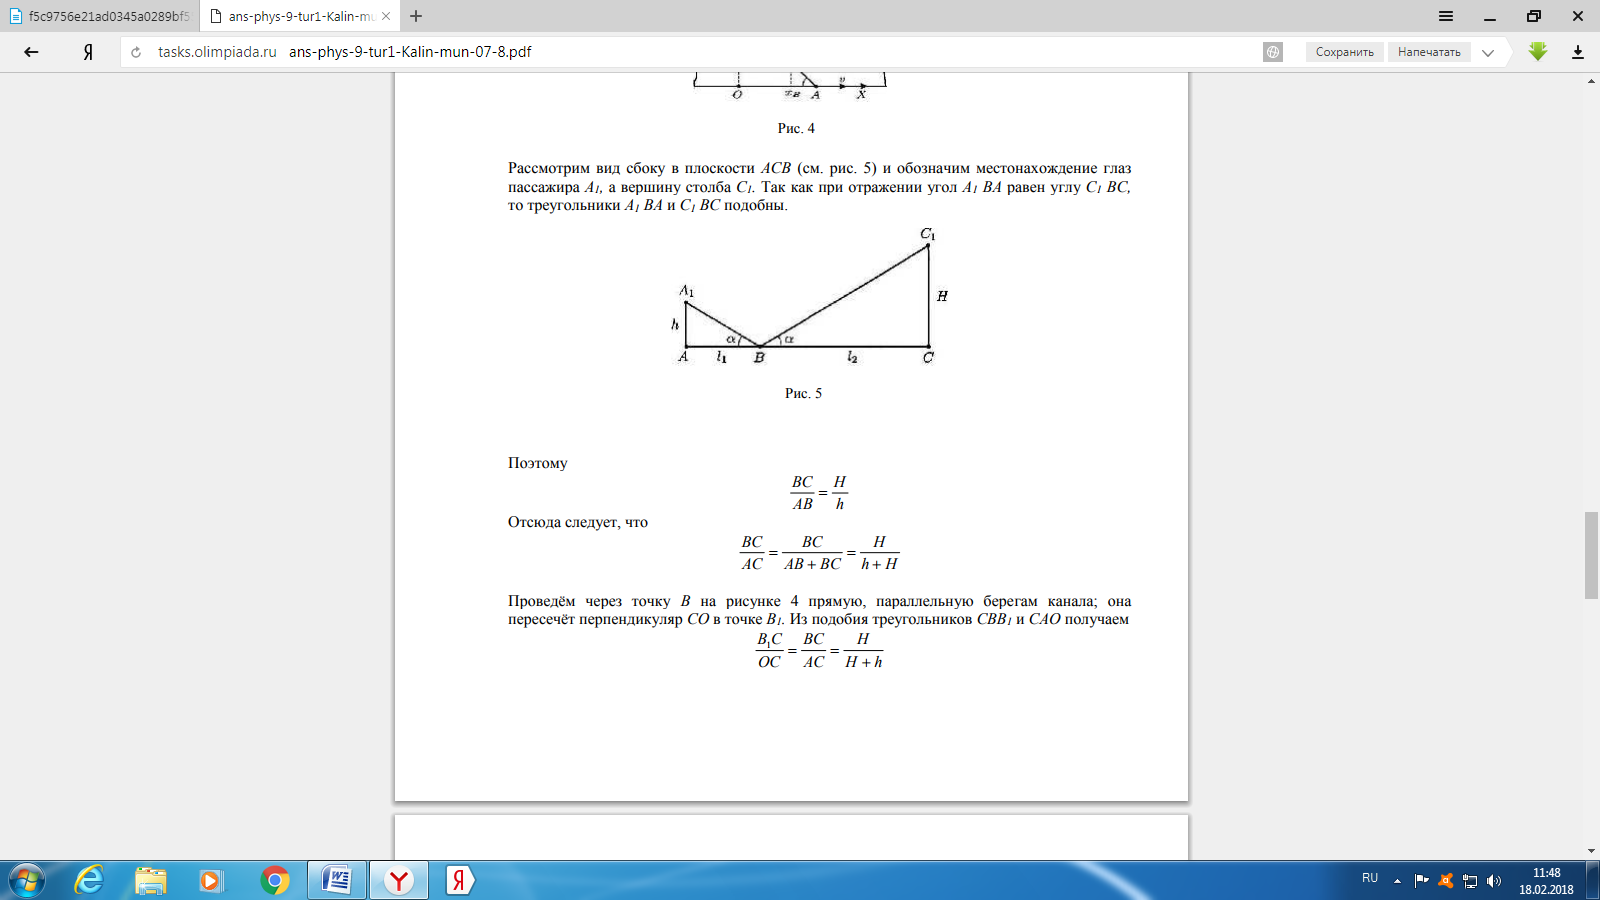 f5c9756e21ad0345a0289bf5
ans-phys-9-tur1-Kalin-mu
tasks.olimpiada.ru ans-phys-9-tur1-Kalin-mun-07-8.pdf
Сохранить
Напечатать
O x_B A v X
Рис. 4
Рассмотрим вид сбоку в плоскости ACB (см. рис. 5) и обозначим местонахождение глаз
пассажира A₁, а вершину столба C₁. Так как при отражении угол A₁ BA равен углу C₁ BC,
то треугольники A₁ BA и C₁ BC подобны.
C₁
A₁
H
h
α α
A l₁ B l₂ C
Рис. 5
Поэтому
BC/AB = H/h
Отсюда следует, что
BC/AC = BC/(AB + BC) = H/(h + H)
Проведём через точку B на рисунке 4 прямую, параллельную берегам канала; она
пересечёт перпендикуляр CO в точке B₁. Из подобия треугольников CBB₁ и CAO получаем
B₁C/OC = BC/AC = H/(H + h)
RU
11:48
18.02.2018